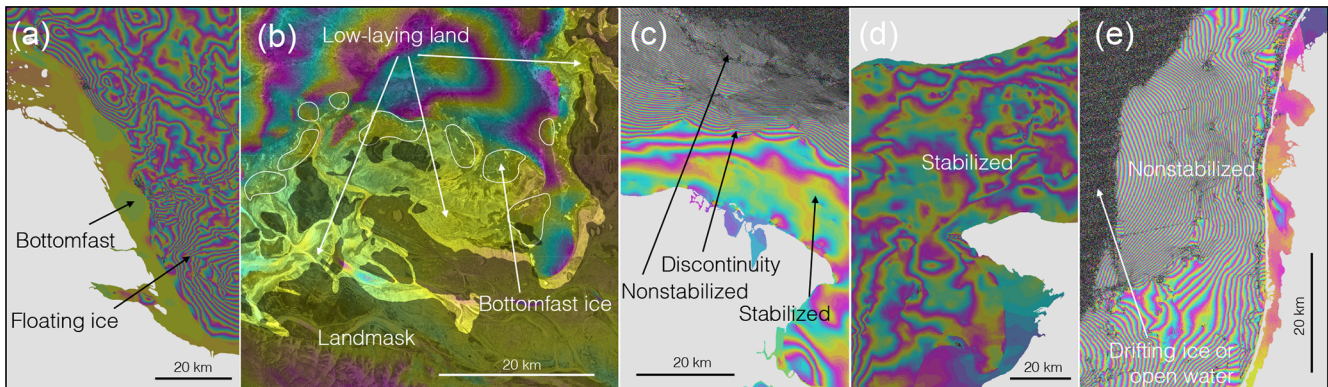 (a)
Bottomfast
Floating ice
20 km
(b)
Low-laying land
Bottomfast ice
Landmask
20 km
(c)
Discontinuity
Nonstabilized
Stabilized
20 km
(d)
Stabilized
20 km
(e)
Nonstabilized
Drifting ice or
open water
20 km